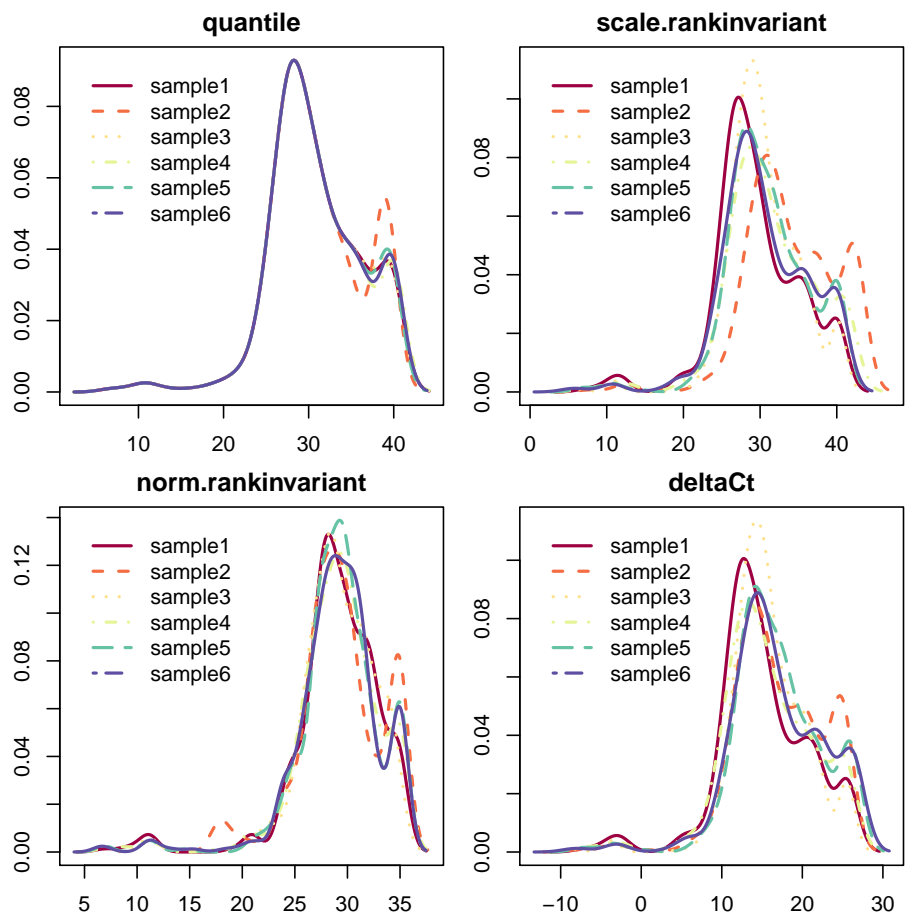 quantile
sample1
sample2
sample3
sample4
sample5
sample6
0.00
0.02
0.04
0.06
0.08
10 20 30 40
scale.rankinvariant
sample1
sample2
sample3
sample4
sample5
sample6
0.00
0.04
0.08
0 10 20 30 40
norm.rankinvariant
sample1
sample2
sample3
sample4
sample5
sample6
0.00
0.04
0.08
0.12
5 10 15 20 25 30 35
deltaCt
sample1
sample2
sample3
sample4
sample5
sample6
0.00
0.04
0.08
−10 0 10 20 30